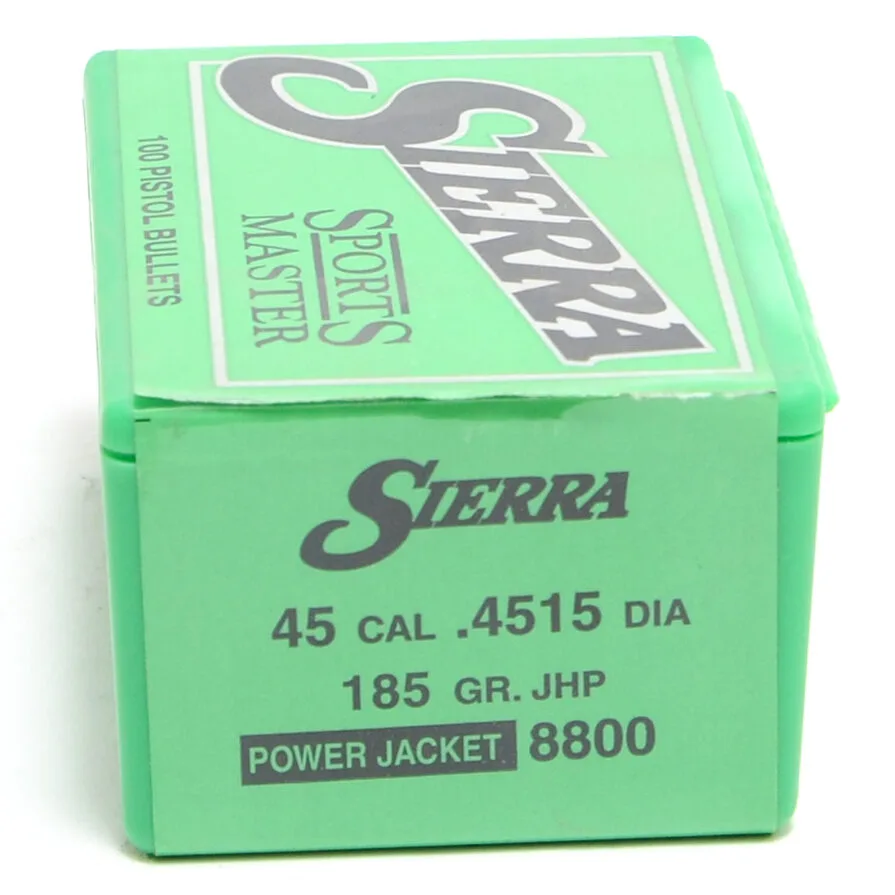 SIERRA
SPORTS
MASTER
100 PISTOL BULLETS
SIERRA
45 CAL .4515 DIA
185 GR. JHP
POWER JACKET 8800